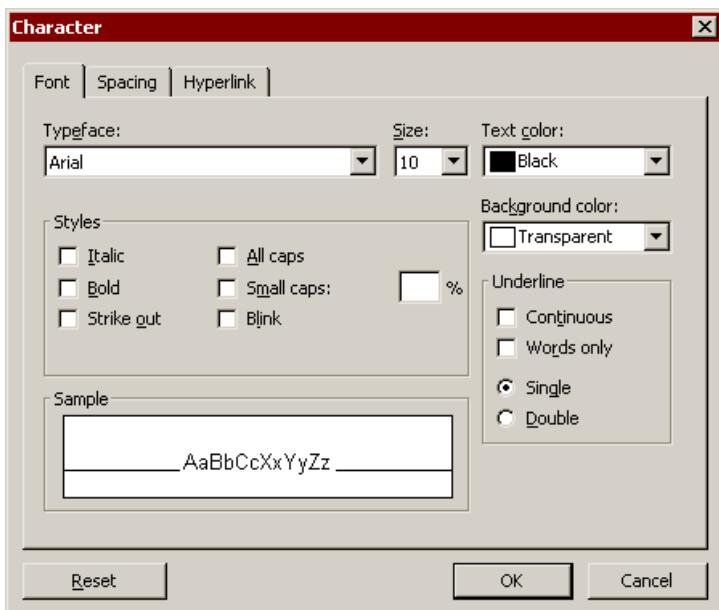 Character
Font Spacing Hyperlink
Typeface: Size: Text color:
Arial 10 Black
Background color:
Transparent
Styles
Italic All caps
Bold Small caps: %
Strike out Blink
Underline
Continuous
Words only
Single
Double
Sample
AaBbCcXxYyZz
Reset OK Cancel